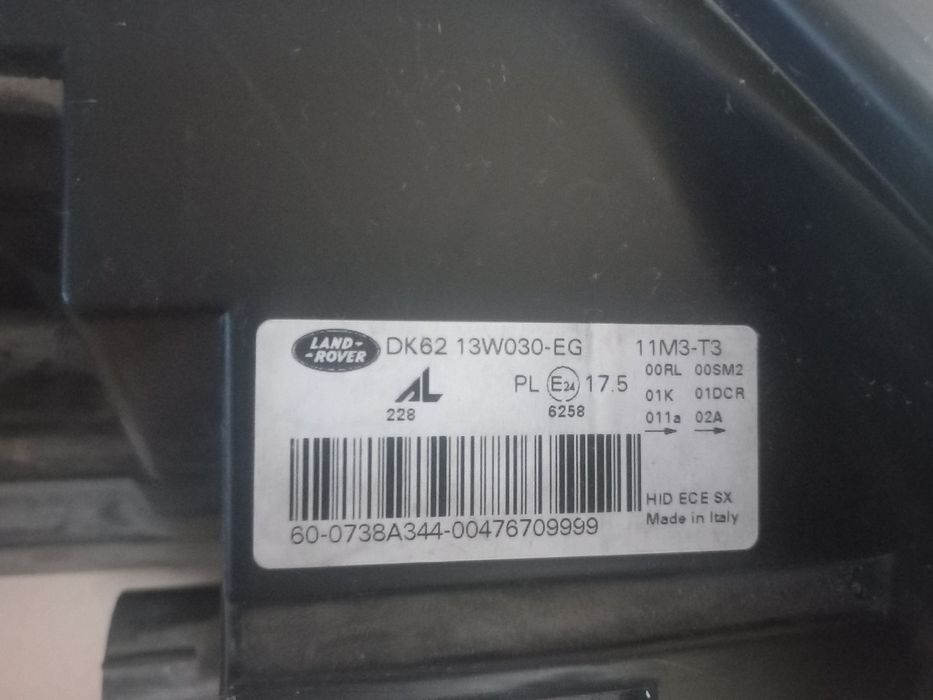 LAND-
-ROVER
DK62 13W030-EG 11M3-T3
00RL 00SM2
PL E24 17.5
AL
01K 01DCR
228 6258
011a 02A
60-0738A344-00476709999
HID ECE SX
Made in Italy